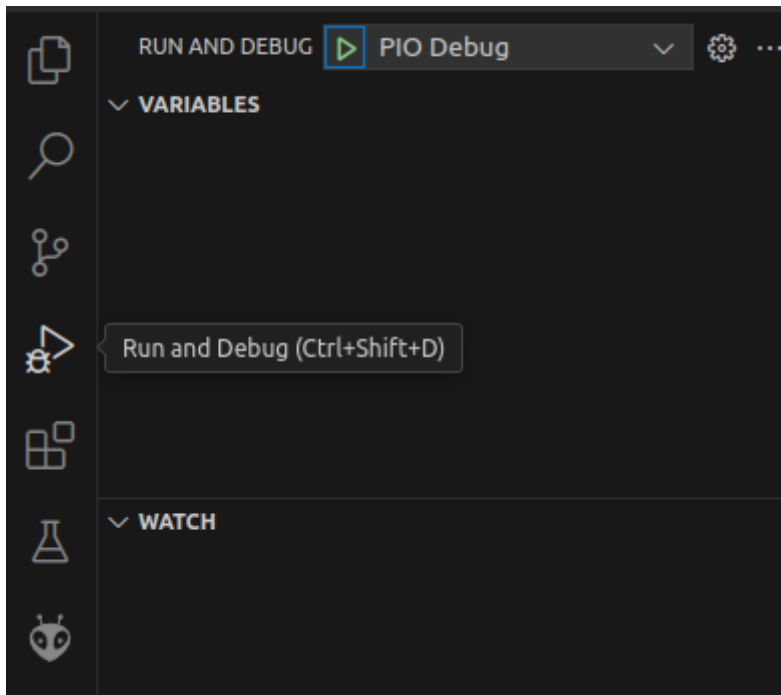 RUN AND DEBUG PIO Debug
VARIABLES
Run and Debug (Ctrl+Shift+D)
WATCH